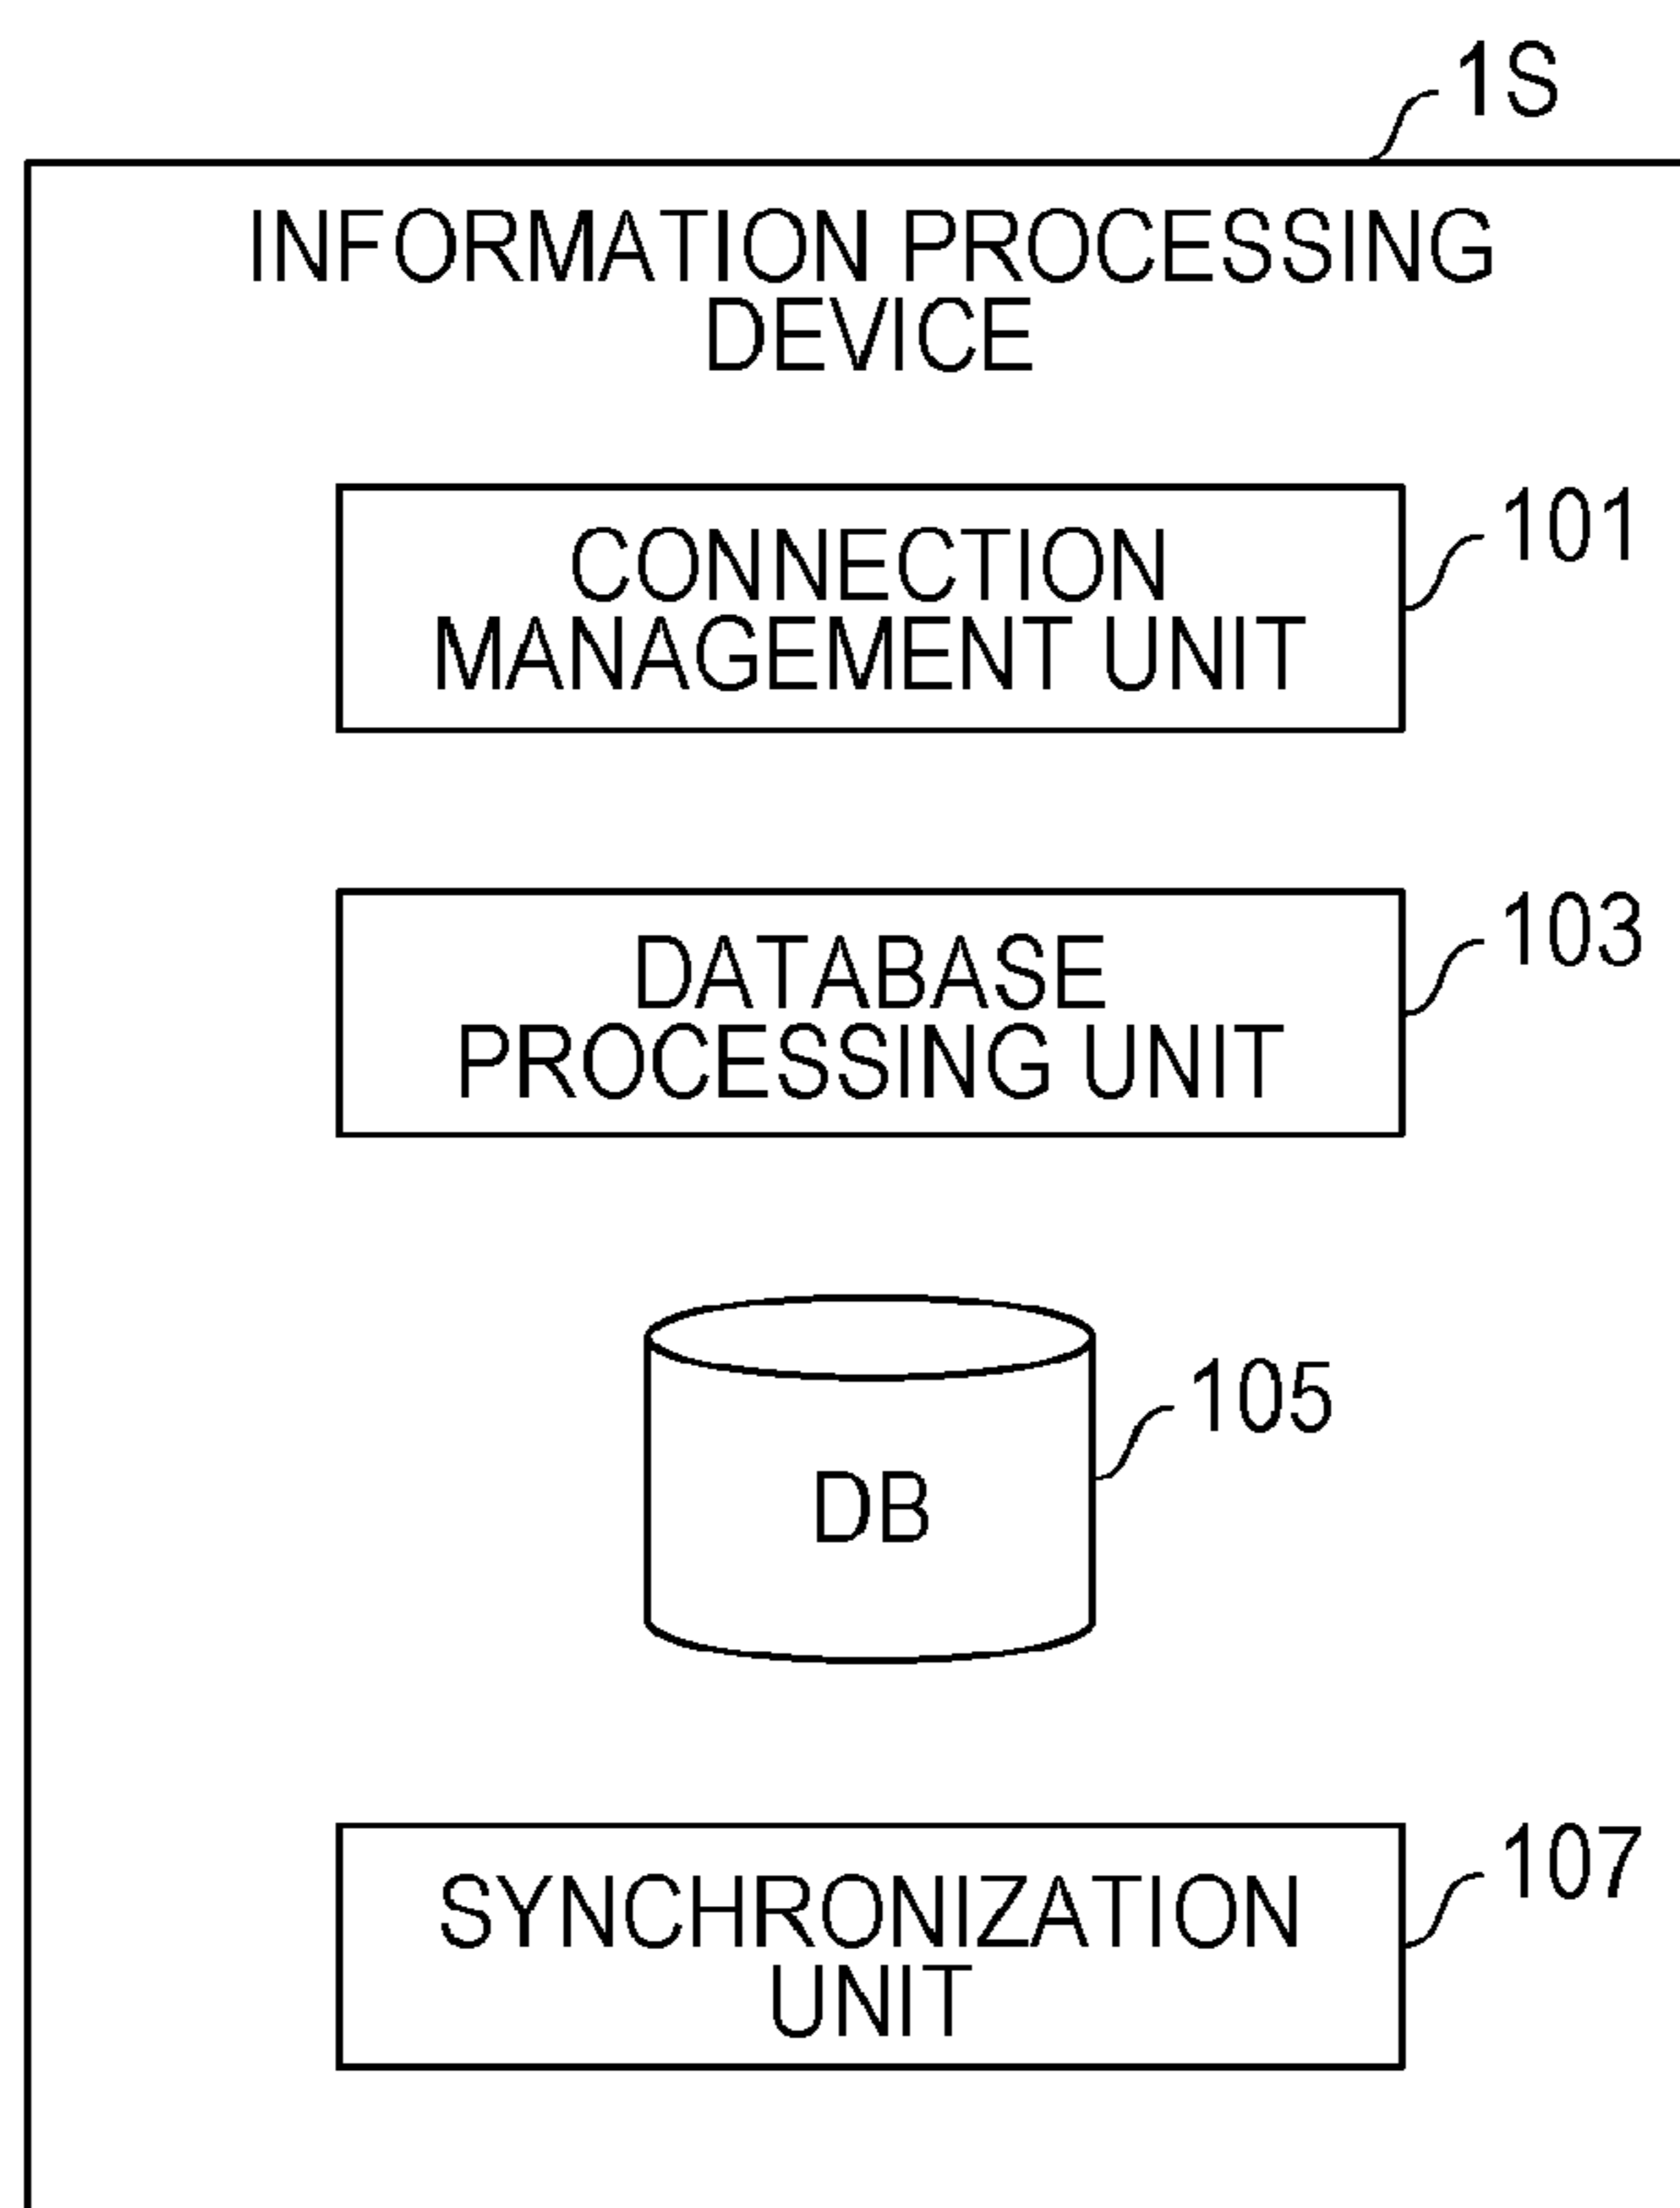 1S
INFORMATION PROCESSING
DEVICE
CONNECTION
MANAGEMENT UNIT
101
DATABASE
PROCESSING UNIT
103
DB
105
SYNCHRONIZATION
UNIT
107